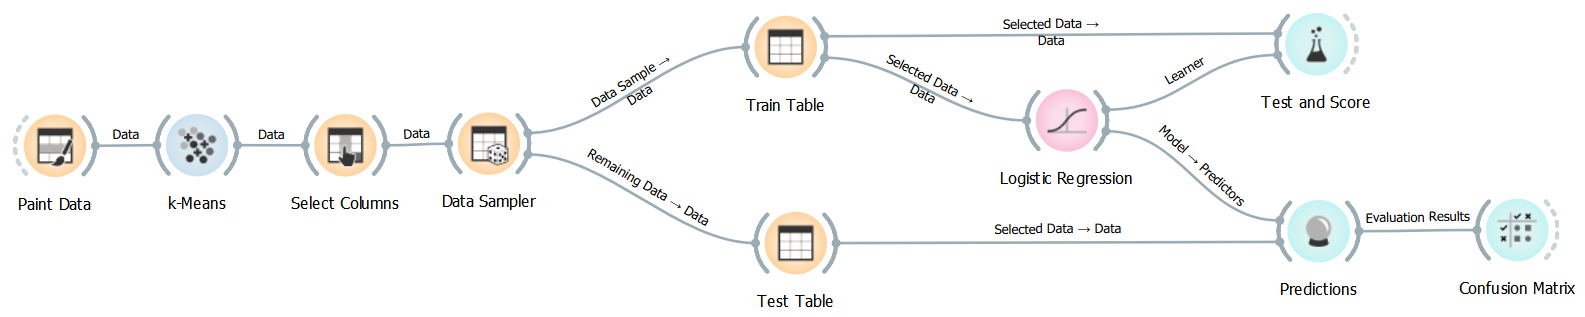 Paint Data
Data
k-Means
Data
Select Columns
Data
Data Sampler
Data Sample →
Data
Train Table
Selected Data →
Data
Selected Data →
Data
Learner
Test and Score
Logistic Regression
Model → Predictors
Remaining Data → Data
Test Table
Selected Data → Data
Predictions
Evaluation Results
Confusion Matrix